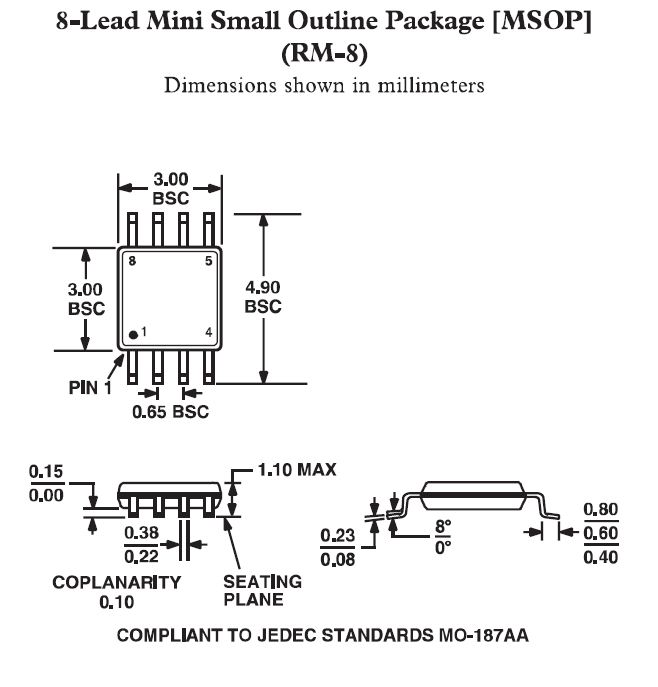 8-Lead Mini Small Outline Package [MSOP]
(RM-8)
Dimensions shown in millimeters
3.00
BSC
8
5
3.00
BSC
4.90
BSC
1
4
PIN 1
0.65 BSC
0.15
0.00
1.10 MAX
0.38
0.22
COPLANARITY
0.10
SEATING
PLANE
0.23
0.08
8°
0°
0.80
0.60
0.40
COMPLIANT TO JEDEC STANDARDS MO-187AA